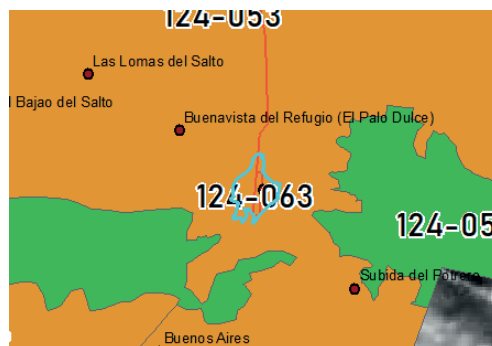 124-053
Las Lomas del Salto
l Bajao del Salto
Buenavista del Refugio (El Palo Dulce)
124-063
124-05
Subida del Potrero
Buenos Aires